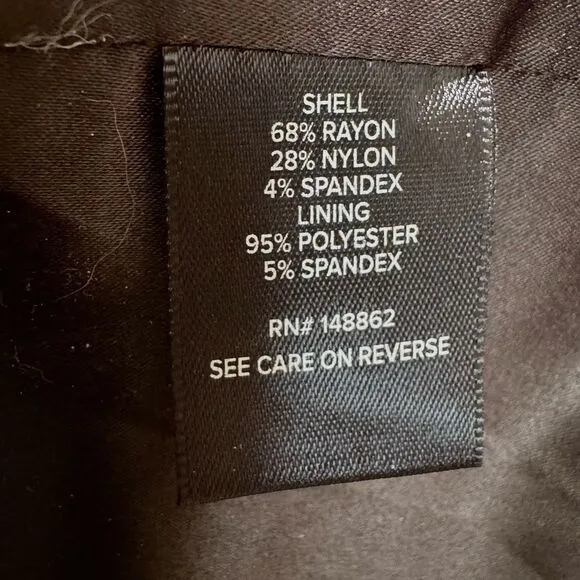 SHELL
68% RAYON
28% NYLON
4% SPANDEX
LINING
95% POLYESTER
5% SPANDEX
RN# 148862
SEE CARE ON REVERSE